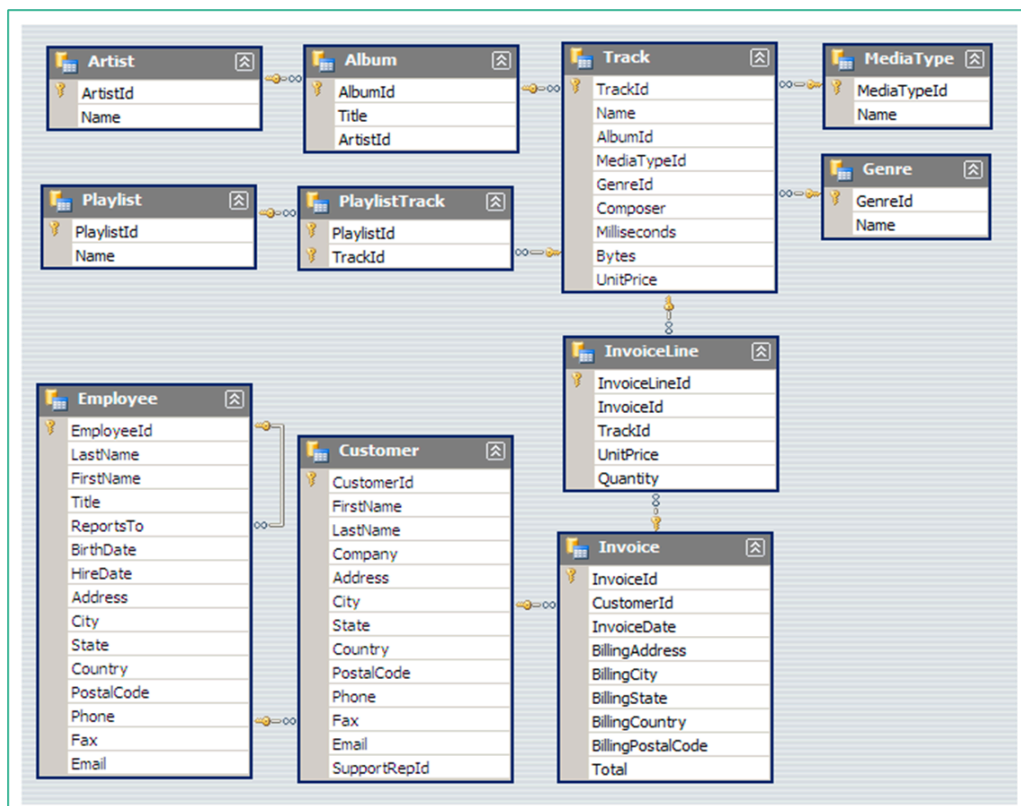 Artist
ArtistId
Name
Album
AlbumId
Title
ArtistId
Track
TrackId
Name
AlbumId
MediaTypeId
GenreId
Composer
Milliseconds
Bytes
UnitPrice
MediaType
MediaTypeId
Name
Genre
GenreId
Name
Playlist
PlaylistId
Name
PlaylistTrack
PlaylistId
TrackId
InvoiceLine
InvoiceLineId
InvoiceId
TrackId
UnitPrice
Quantity
Employee
EmployeeId
LastName
FirstName
Title
ReportsTo
BirthDate
HireDate
Address
City
State
Country
PostalCode
Phone
Fax
Email
Customer
CustomerId
FirstName
LastName
Company
Address
City
State
Country
PostalCode
Phone
Fax
Email
SupportRepId
Invoice
InvoiceId
CustomerId
InvoiceDate
BillingAddress
BillingCity
BillingState
BillingCountry
BillingPostalCode
Total